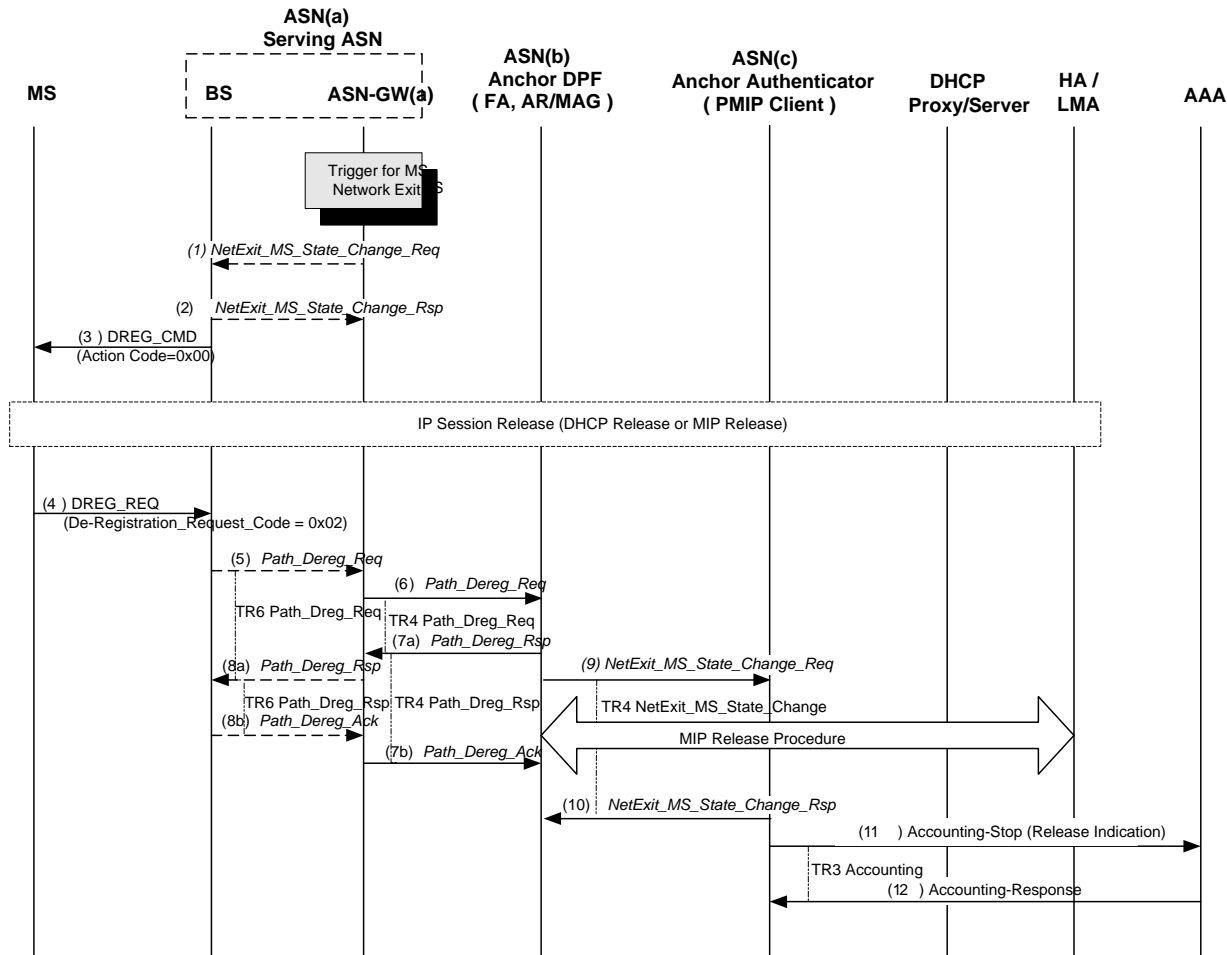 ASN(a)
Serving ASN
ASN(b)
Anchor DPF
( FA, AR/MAG )
ASN(c)
Anchor Authenticator
( PMIP Client )
MS
BS
ASN-GW(a)
DHCP
Proxy/Server
HA /
LMA
AAA
Trigger for MS
Network Exit S
(1) NetExit_MS_State_Change_Req
(2) NetExit_MS_State_Change_Rsp
(3 ) DREG_CMD
(Action Code=0x00)
IP Session Release (DHCP Release or MIP Release)
(4 ) DREG_REQ
(De-Registration_Request_Code = 0x02)
(5) Path_Dereg_Req
(6) Path_Dereg_Req
TR6 Path_Dreg_Req
TR4 Path_Dreg_Req
(7a) Path_Dereg_Rsp
(8a) Path_Dereg_Rsp
(9) NetExit_MS_State_Change_Req
TR6 Path_Dreg_Rsp
TR4 Path_Dreg_Rsp
TR4 NetExit_MS_State_Change
(8b) Path_Dereg_Ack
MIP Release Procedure
(7b) Path_Dereg_Ack
(10) NetExit_MS_State_Change_Rsp
(11 ) Accounting-Stop (Release Indication)
TR3 Accounting
(12 ) Accounting-Response